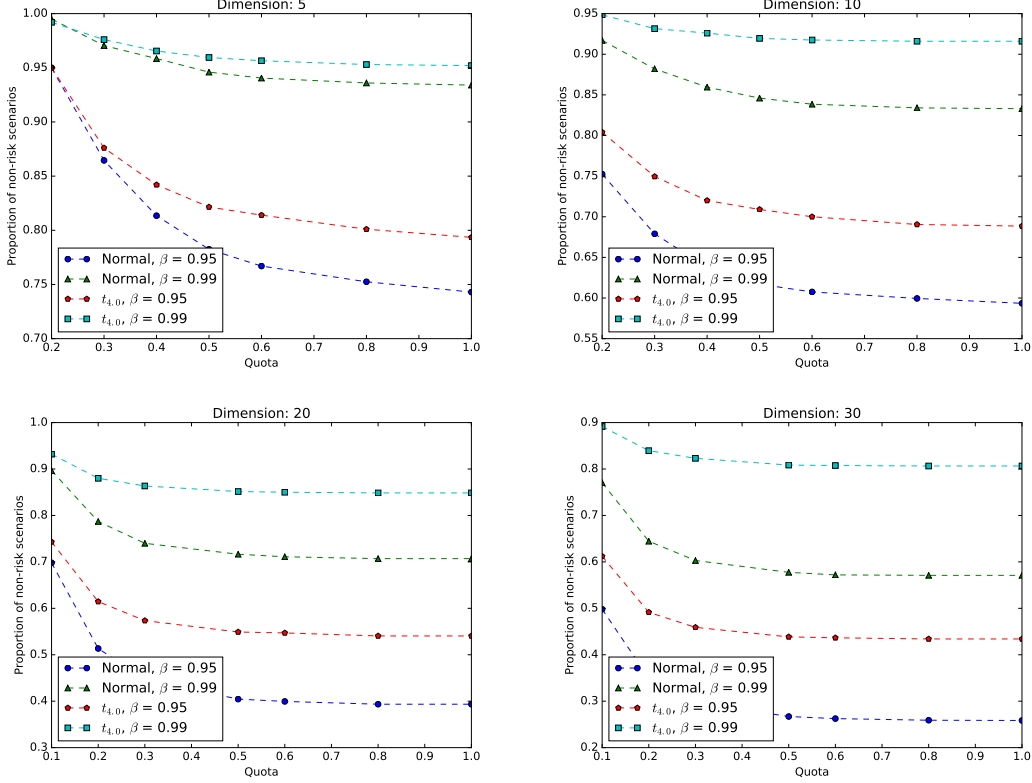 Dimension: 5
Proportion of non-risk scenarios
1.00
0.95
0.90
0.85
0.80
0.75
0.70
Normal, β = 0.95
Normal, β = 0.99
t4.0, β = 0.95
t4.0, β = 0.99
0.2 0.3 0.4 0.5 0.6 0.7 0.8 0.9 1.0
Quota
Dimension: 10
Proportion of non-risk scenarios
0.95
0.90
0.85
0.80
0.75
0.70
0.65
0.60
0.55
Normal, β = 0.95
Normal, β = 0.99
t4.0, β = 0.95
t4.0, β = 0.99
0.2 0.3 0.4 0.5 0.6 0.7 0.8 0.9 1.0
Quota
Dimension: 20
Proportion of non-risk scenarios
1.0
0.9
0.8
0.7
0.6
0.5
0.4
0.3
Normal, β = 0.95
Normal, β = 0.99
t4.0, β = 0.95
t4.0, β = 0.99
0.1 0.2 0.3 0.4 0.5 0.6 0.7 0.8 0.9 1.0
Quota
Dimension: 30
Proportion of non-risk scenarios
0.9
0.8
0.7
0.6
0.5
0.4
0.3
0.2
Normal, β = 0.95
Normal, β = 0.99
t4.0, β = 0.95
t4.0, β = 0.99
0.1 0.2 0.3 0.4 0.5 0.6 0.7 0.8 0.9 1.0
Quota